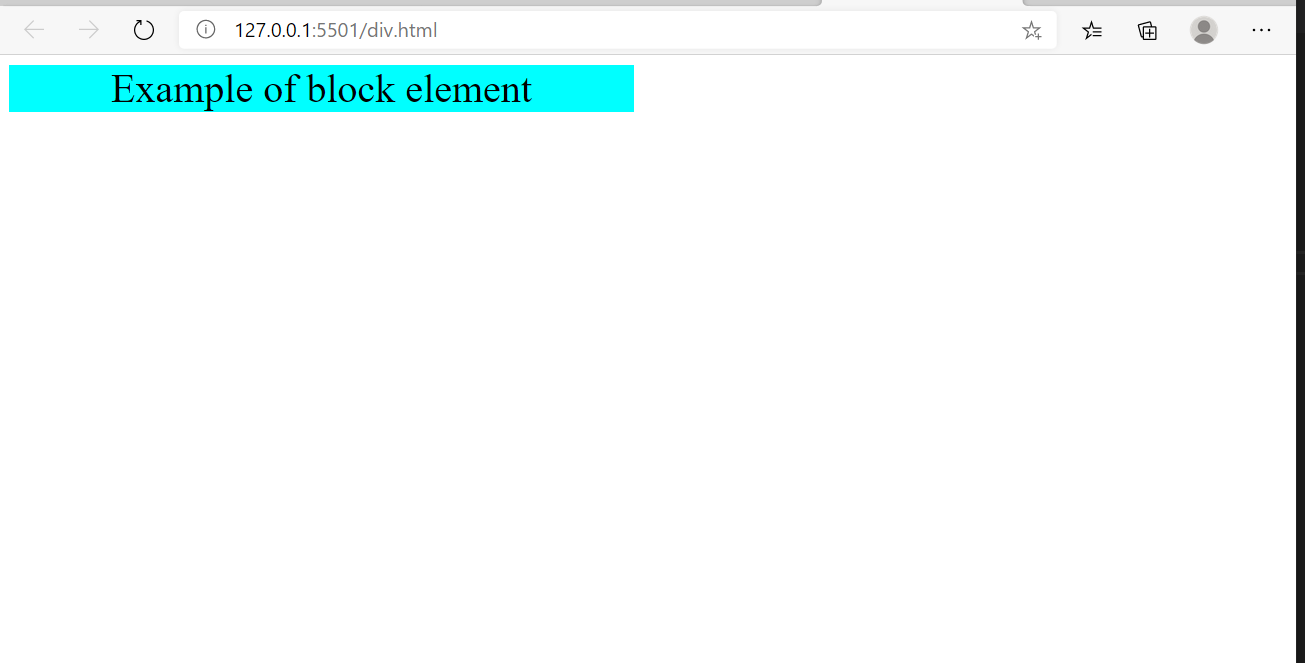 127.0.0.1:5501/div.html
Example of block element